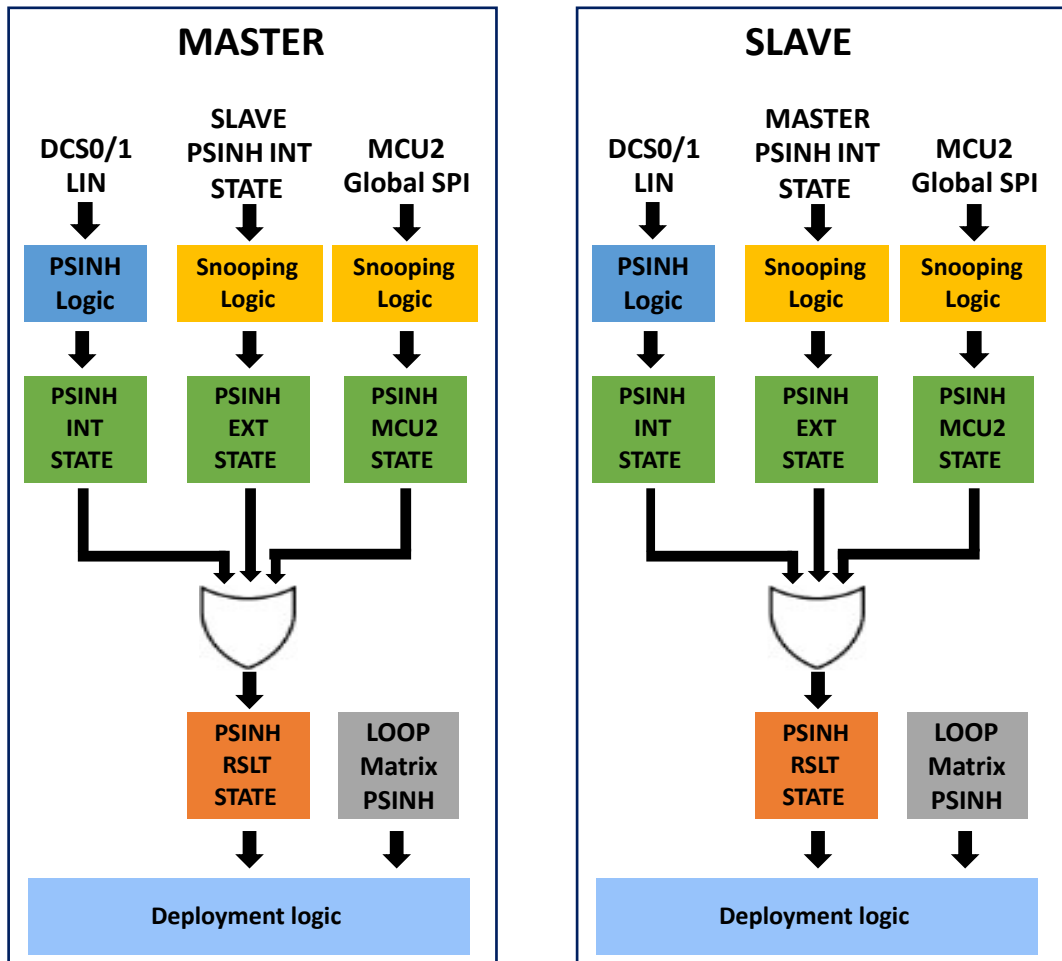 MASTER
DCS0/1
LIN
SLAVE
PSINH INT
STATE
MCU2
Global SPI
PSINH
Logic
Snooping
Logic
Snooping
Logic
PSINH
INT
STATE
PSINH
EXT
STATE
PSINH
MCU2
STATE
PSINH
RSLT
STATE
LOOP
Matrix
PSINH
Deployment logic
SLAVE
DCS0/1
LIN
MASTER
PSINH INT
STATE
MCU2
Global SPI
PSINH
Logic
Snooping
Logic
Snooping
Logic
PSINH
INT
STATE
PSINH
EXT
STATE
PSINH
MCU2
STATE
PSINH
RSLT
STATE
LOOP
Matrix
PSINH
Deployment logic